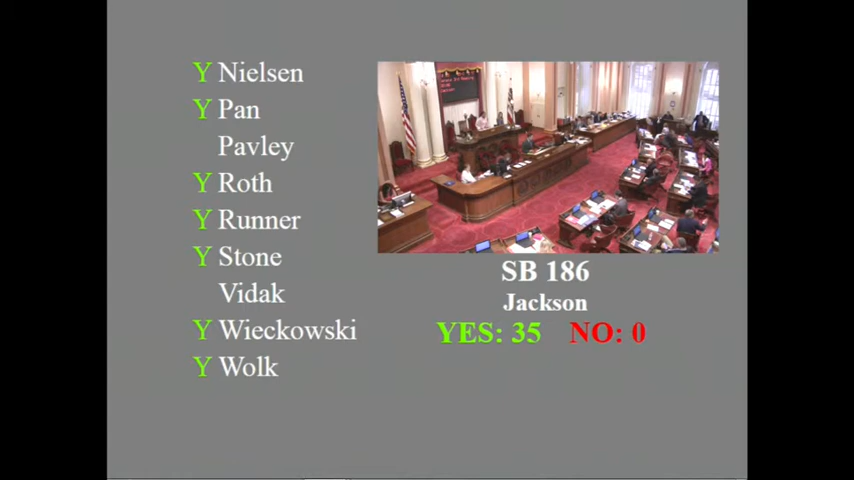 Y Nielsen
Y Pan
Pavley
Y Roth
Y Runner
Y Stone
Vidak
Y Wieckowski
Y Wolk
SB 186
Jackson
YES: 35 NO: 0